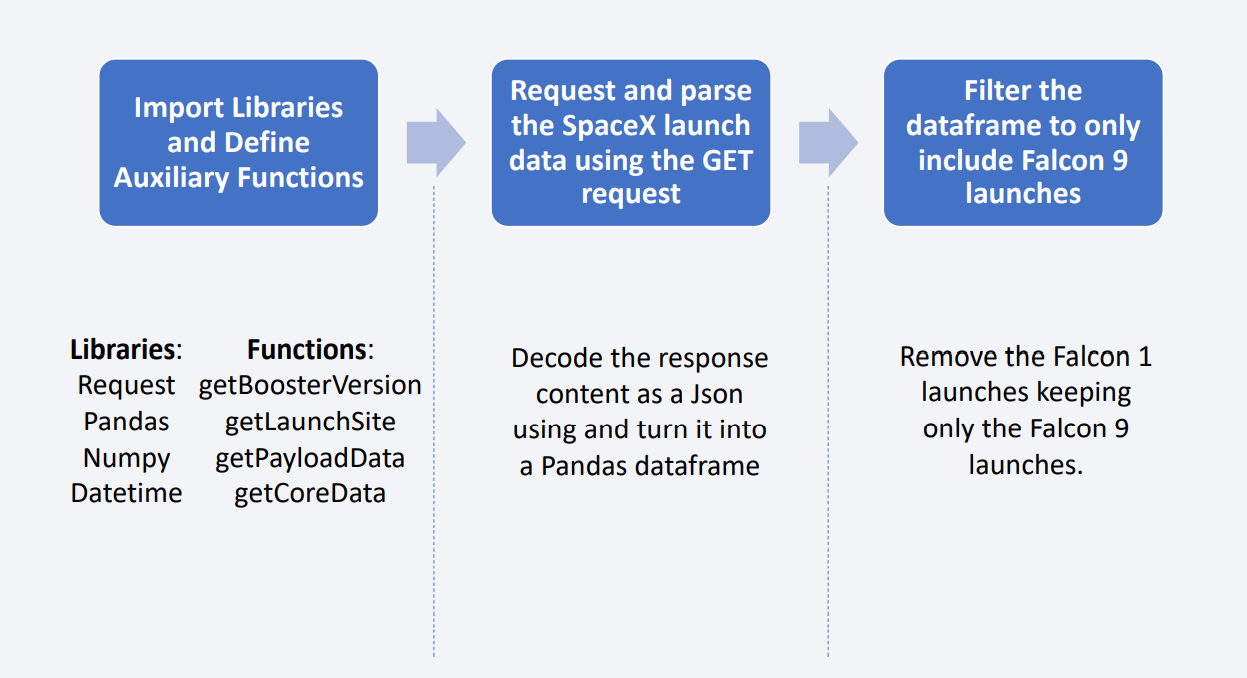 Import Libraries
and Define
Auxiliary Functions
Request and parse
the SpaceX launch
data using the GET
request
Filter the
dataframe to only
include Falcon 9
launches
Libraries:
Request
Pandas
Numpy
Datetime
Functions:
getBoosterVersion
getLaunchSite
getPayloadData
getCoreData
Decode the response
content as a Json
using and turn it into
a Pandas dataframe
Remove the Falcon 1
launches keeping
only the Falcon 9
launches.